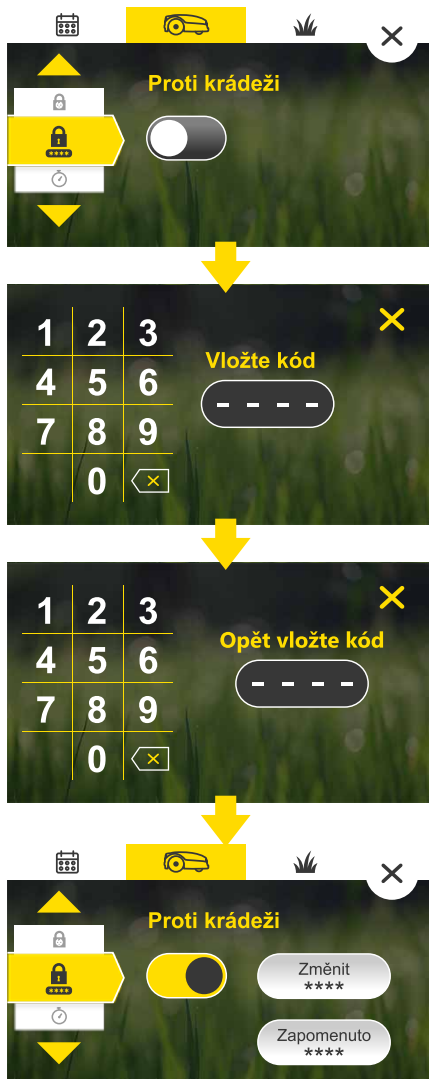 Proti krádeži
****
1 2 3
4 5 6
7 8 9
0
Vložte kód
- - - -
1 2 3
4 5 6
7 8 9
0
Opět vložte kód
- - - -
Proti krádeži
****
Změnit
****
Zapomenuto
****